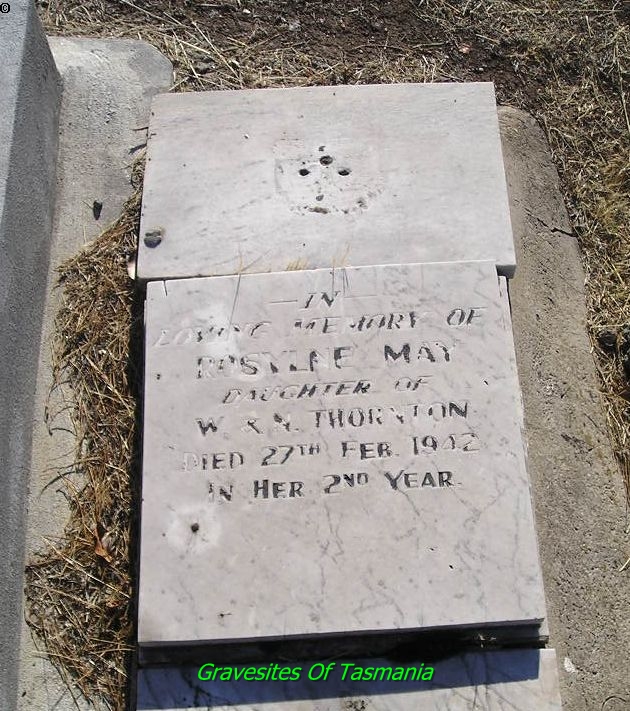 ©
IN
LOVING MEMORY OF
ROSYLNE MAY
DAUGHTER OF
W. & N. THORNTON
DIED 27TH FEB. 1942
IN HER 2ND YEAR.
Gravesites Of Tasmania